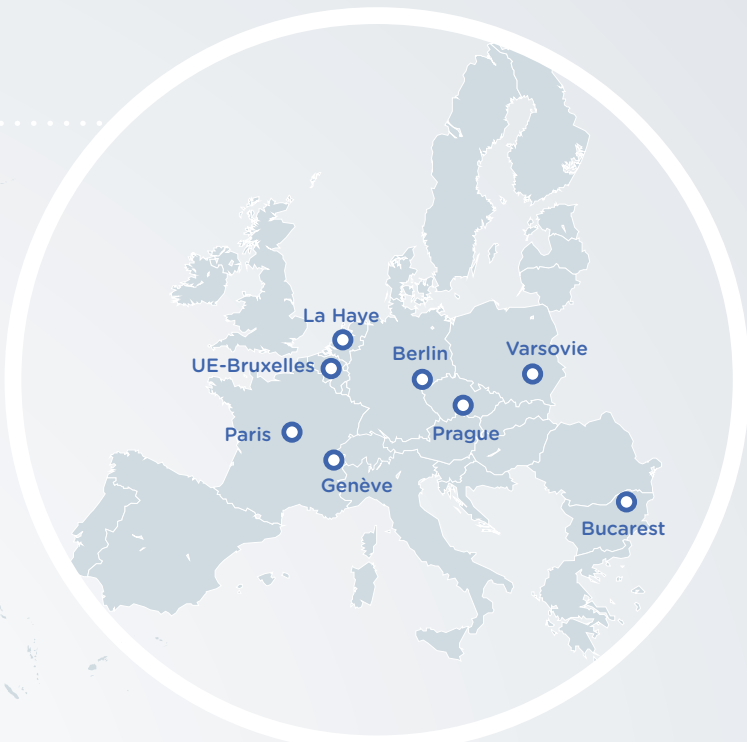 La Haye
Berlin
Varsovie
UE-Bruxelles
Paris
Prague
Genève
Bucarest